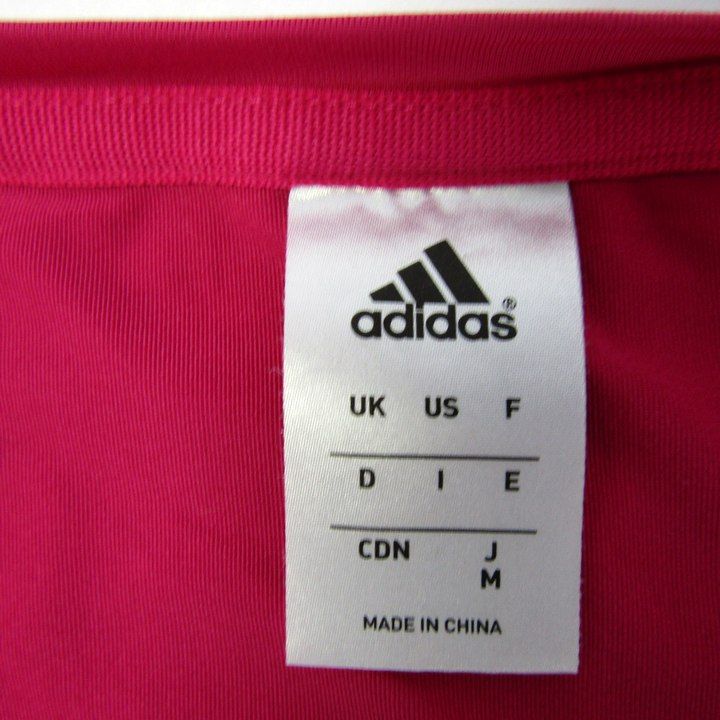 adidas®
UK US F
D I E
CDN J
M
MADE IN CHINA